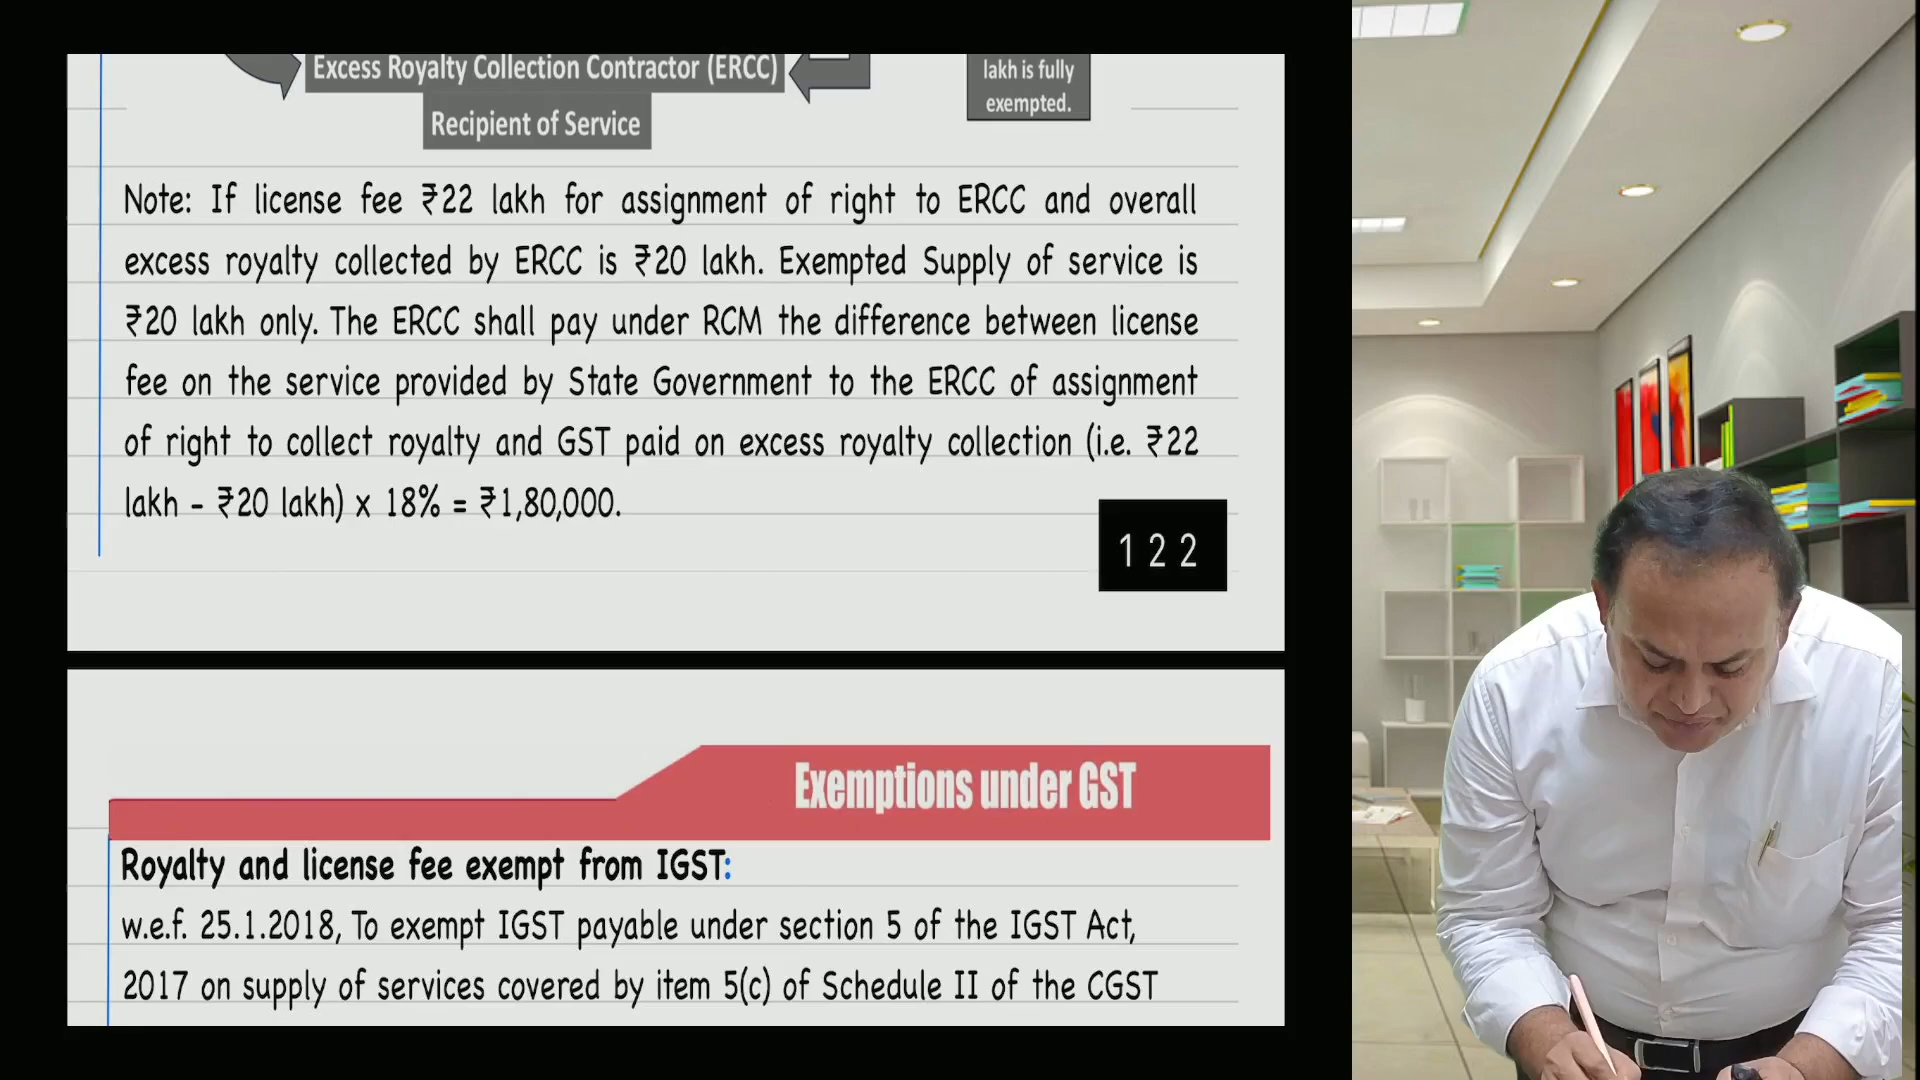 Excess Royalty Collection Contractor (ERCC)
Recipient of Service
lakh is fully
exempted.
Note: If license fee ₹22 lakh for assignment of right to ERCC and overall
excess royalty collected by ERCC is ₹20 lakh. Exempted Supply of service is
₹20 lakh only. The ERCC shall pay under RCM the difference between license
fee on the service provided by State Government to the ERCC of assignment
of right to collect royalty and GST paid on excess royalty collection (i.e. ₹22
lakh - ₹20 lakh) x 18% = ₹1,80,000.
122
Exemptions under GST
Royalty and license fee exempt from IGST:
w.e.f. 25.1.2018, To exempt IGST payable under section 5 of the IGST Act,
2017 on supply of services covered by item 5(c) of Schedule II of the CGST